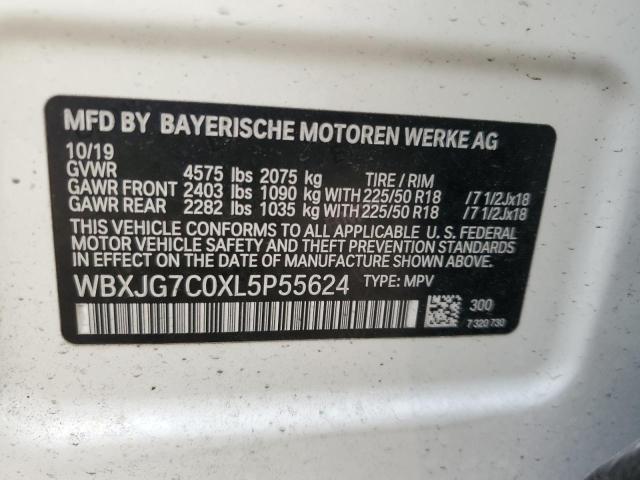 MFD BY BAYERISCHE MOTOREN WERKE AG
10/19
GVWR 4575 lbs 2075 kg TIRE / RIM
GAWR FRONT 2403 lbs 1090 kg WITH 225/50 R18 /7 1/2Jx18
GAWR REAR 2282 lbs 1035 kg WITH 225/50 R18 /7 1/2Jx18
THIS VEHICLE CONFORMS TO ALL APPLICABLE U. S. FEDERAL
MOTOR VEHICLE SAFETY AND THEFT PREVENTION STANDARDS
IN EFFECT ON THE DATE OF MANUFACTURE SHOWN ABOVE.
WBXJG7C0XL5P55624 TYPE: MPV
300
7 320 730